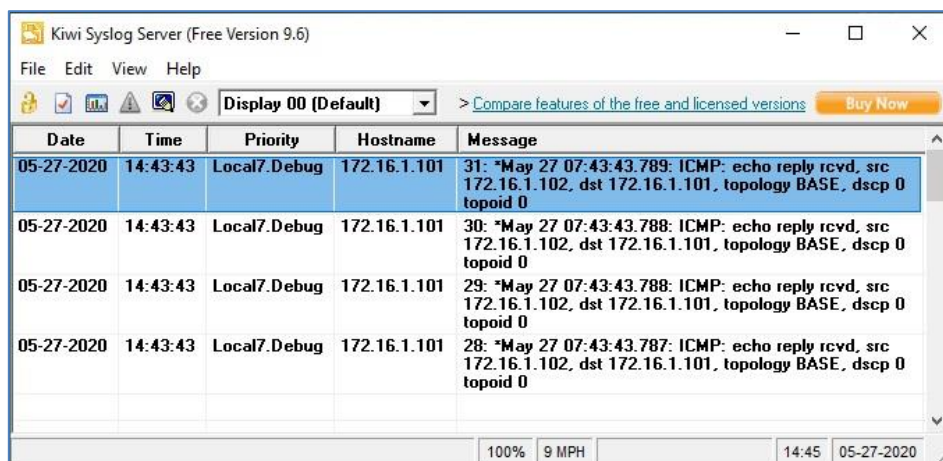 Kiwi Syslog Server (Free Version 9.6)
File Edit View Help
Display 00 (Default) > Compare features of the free and licensed versions Buy Now
Date Time Priority Hostname Message
05-27-2020 14:43:43 Local7.Debug 172.16.1.101 31: *May 27 07:43:43.789: ICMP: echo reply rcvd, src
172.16.1.102, dst 172.16.1.101, topology BASE, dscp 0
topoid 0
05-27-2020 14:43:43 Local7.Debug 172.16.1.101 30: *May 27 07:43:43.788: ICMP: echo reply rcvd, src
172.16.1.102, dst 172.16.1.101, topology BASE, dscp 0
topoid 0
05-27-2020 14:43:43 Local7.Debug 172.16.1.101 29: *May 27 07:43:43.788: ICMP: echo reply rcvd, src
172.16.1.102, dst 172.16.1.101, topology BASE, dscp 0
topoid 0
05-27-2020 14:43:43 Local7.Debug 172.16.1.101 28: *May 27 07:43:43.787: ICMP: echo reply rcvd, src
172.16.1.102, dst 172.16.1.101, topology BASE, dscp 0
topoid 0
100% 9 MPH 14:45 05-27-2020